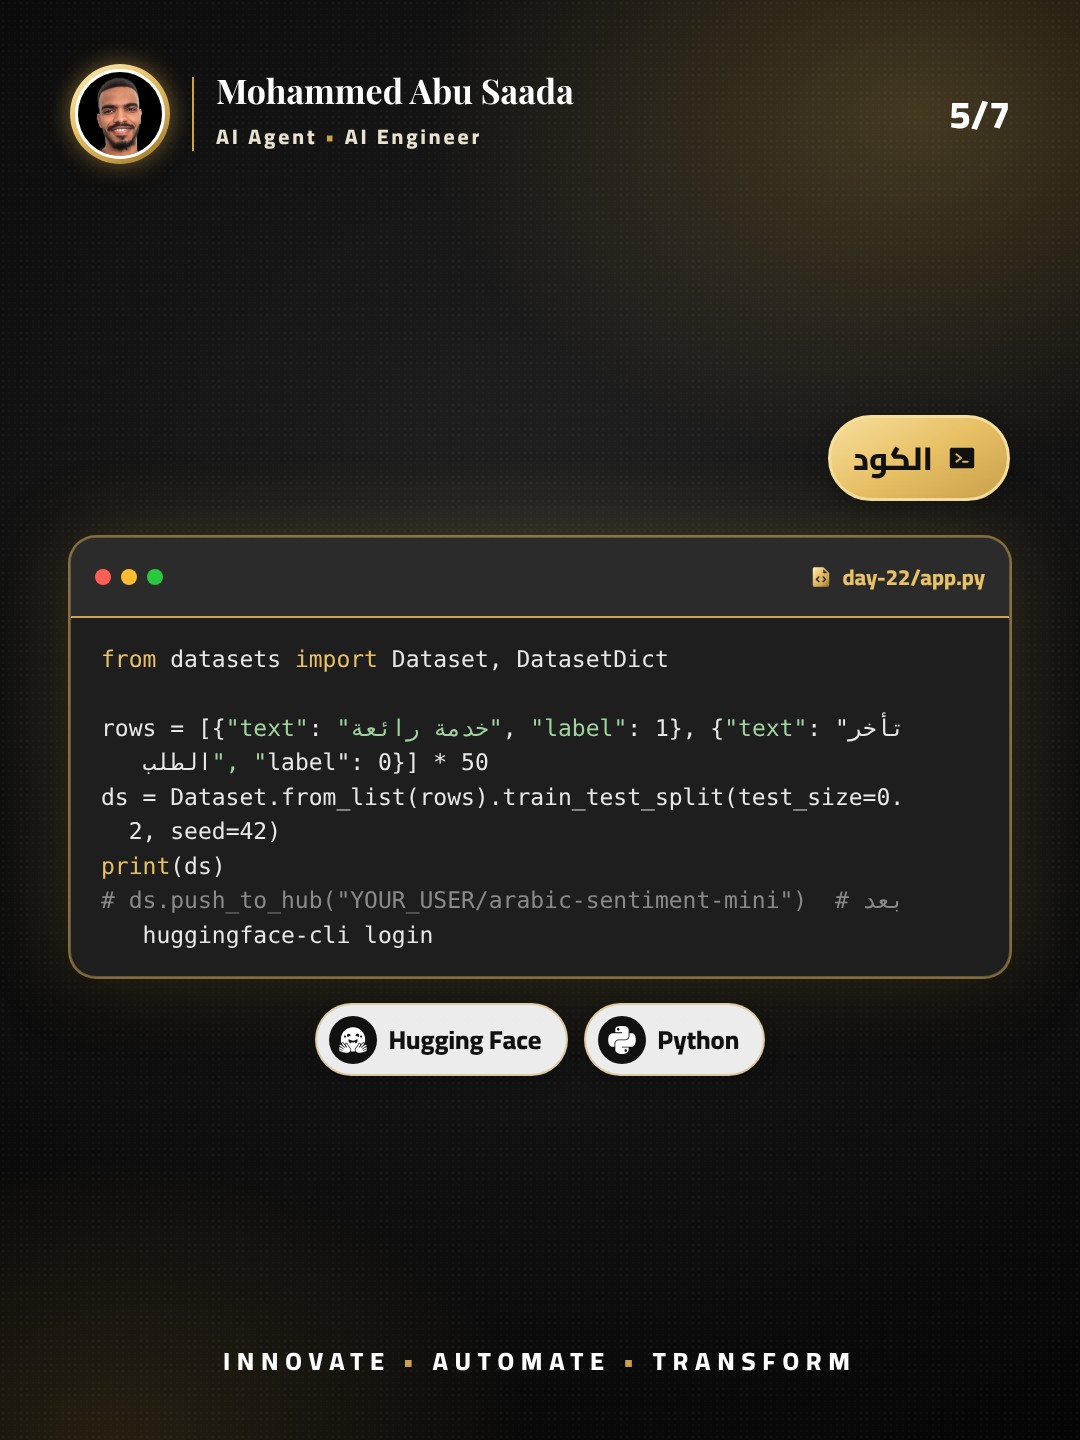 Mohammed Abu Saada
AI Agent ▪ AI Engineer
5/7
الكود
day-22/app.py
from datasets import Dataset, DatasetDict
rows = [{"text": "خدمة رائعة", "label": 1}, {"text": "تأخر
الطلب", "label": 0}] * 50
ds = Dataset.from_list(rows).train_test_split(test_size=0.
2, seed=42)
print(ds)
# ds.push_to_hub("YOUR_USER/arabic-sentiment-mini")  # بعد
huggingface-cli login
Hugging Face
Python
INNOVATE ▪ AUTOMATE ▪ TRANSFORM